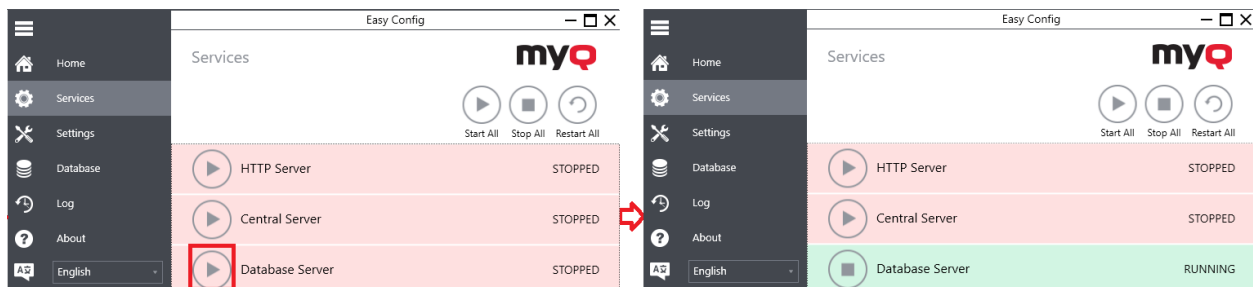 Easy Config
Home
Services
Settings
Database
Log
About
English
Services
myQ
Start All Stop All Restart All
HTTP Server STOPPED
Central Server STOPPED
Database Server STOPPED
Easy Config
Home
Services
Settings
Database
Log
About
English
Services
myQ
Start All Stop All Restart All
HTTP Server STOPPED
Central Server STOPPED
Database Server RUNNING